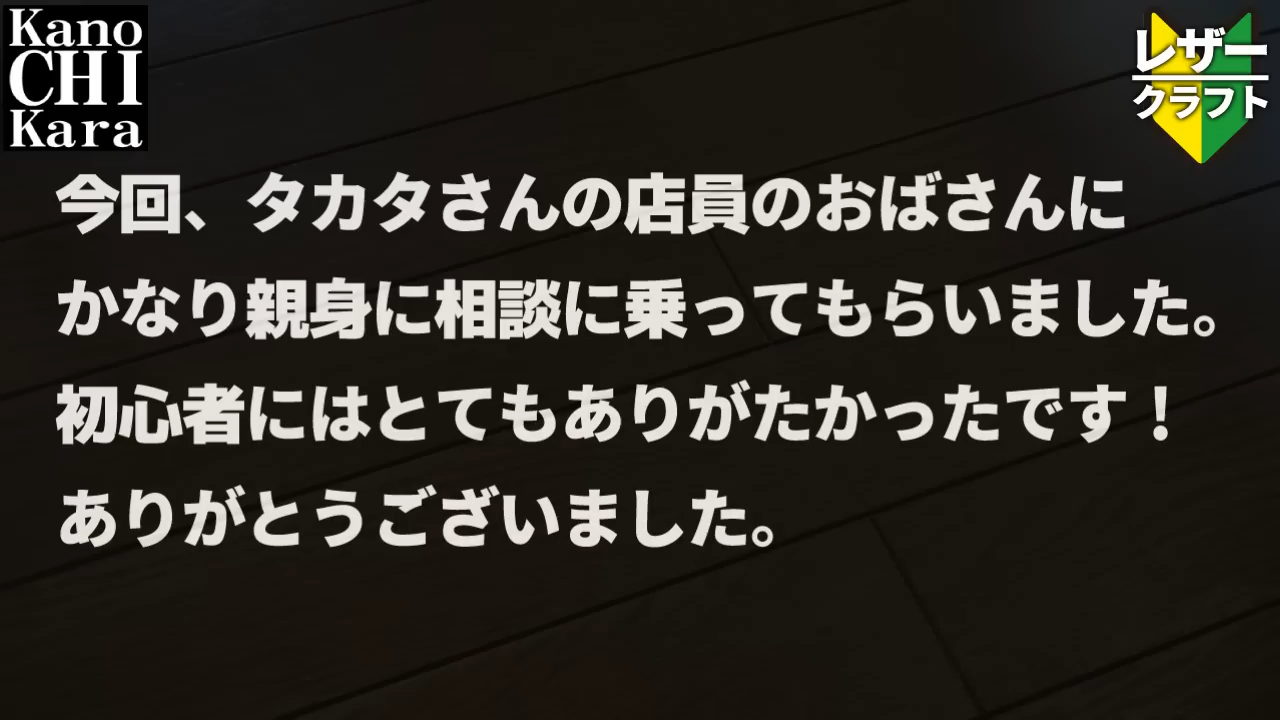 Kano
CHI
Kara
レザー
クラフト
今回、タカタさんの店員のおばさんに
かなり親身に相談に乗ってもらいました。
初心者にはとてもありがたかったです！
ありがとうございました。